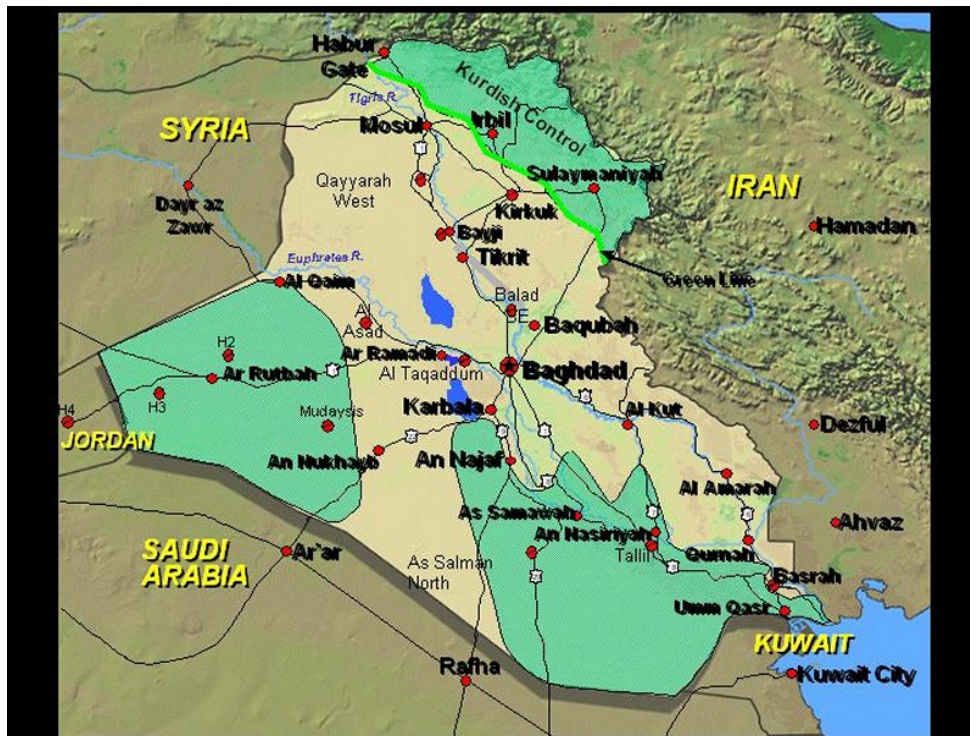 Habur
Gate
Kurdish Control
Tigris R.
SYRIA
Mosul
Irbil
1
Qayyarah
West
Sulaymaniyah
IRAN
Dayr az
Zawr
Kirkuk
Hamadan
Bayji
Tikrit
Euphrates R.
Green Line
Al Qaim
Balad
SE
Al
Asad
Baqubah
H2
Ar Ramadi
Baghdad
Ar Rutbah
Al Taqaddum
H3
Mudaysis
Karbala
Al Kut
H4
Dezful
JORDAN
An Nukhayb
An Najaf
Al Amarah
As Samawah
An Nasiriyah
Ahvaz
SAUDI
ARABIA
Ar'ar
Tallil
Qurnah
As Salman
North
Basrah
Umm Qasr
KUWAIT
Rafha
Kuwait City